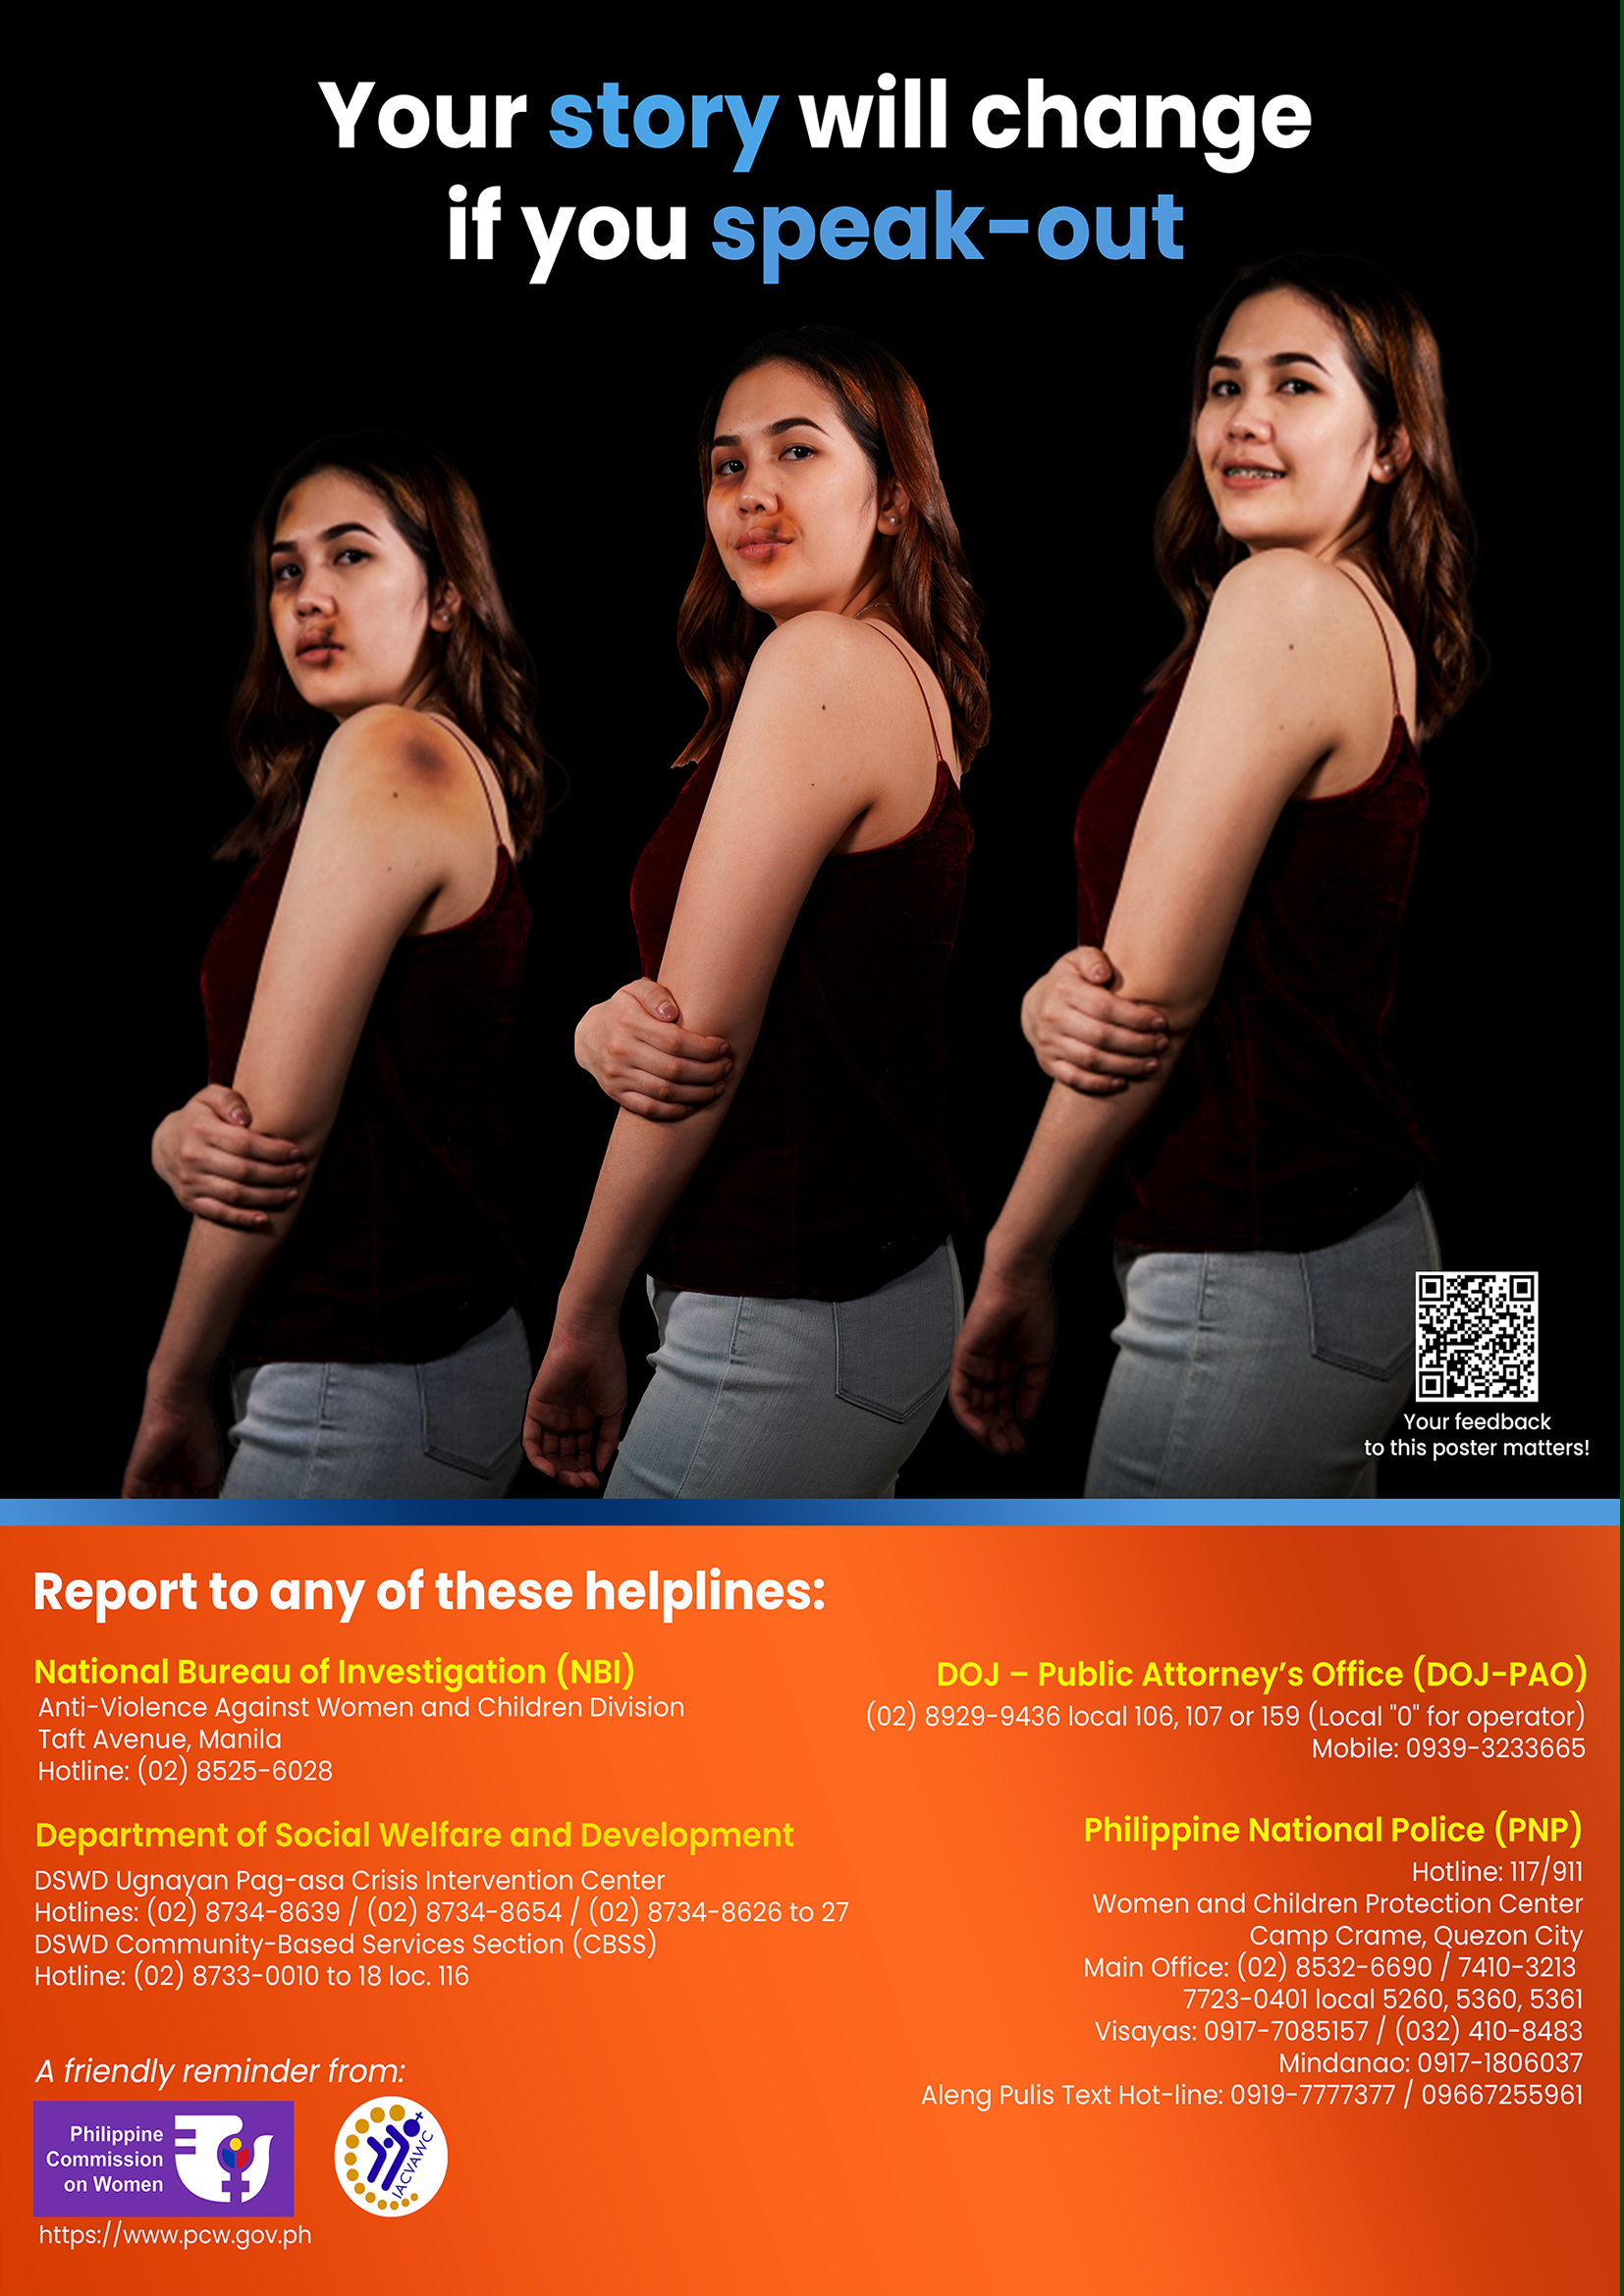 Your story will change
if you speak-out
Your feedback
to this poster matters!
Report to any of these helplines:
National Bureau of Investigation (NBI)
Anti-Violence Against Women and Children Division
Taft Avenue, Manila
Hotline: (02) 8525-6028
Department of Social Welfare and Development
DSWD Ugnayan Pag-asa Crisis Intervention Center
Hotlines: (02) 8734-8639 / (02) 8734-8654 / (02) 8734-8626 to 27
DSWD Community-Based Services Section (CBSS)
Hotline: (02) 8733-0010 to 18 loc. 116
DOJ – Public Attorney’s Office (DOJ-PAO)
(02) 8929-9436 local 106, 107 or 159 (Local "0" for operator)
Mobile: 0939-3233665
Philippine National Police (PNP)
Hotline: 117/911
Women and Children Protection Center
Camp Crame, Quezon City
Main Office: (02) 8532-6690 / 7410-3213
7723-0401 local 5260, 5360, 5361
Visayas: 0917-7085157 / (032) 410-8483
Mindanao: 0917-1806037
Aleng Pulis Text Hot-line: 0919-7777377 / 09667255961
A friendly reminder from:
Philippine
Commission
on Women
IACVAWC
https://www.pcw.gov.ph